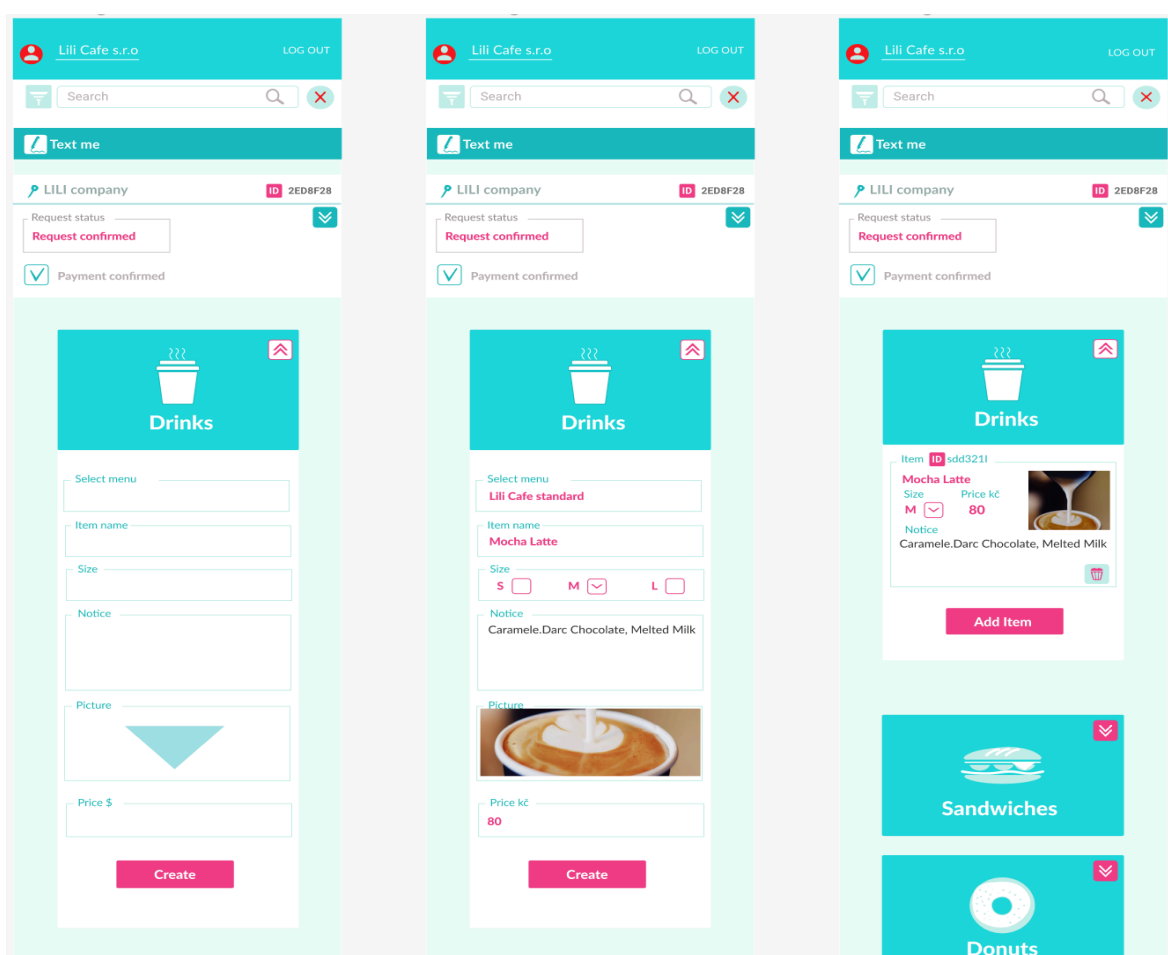 Lili Cafe s.r.o
LOG OUT
Search
Text me
LILI company
ID 2ED8F28
Request status
Request confirmed
Payment confirmed
Drinks
Select menu
Item name
Size
Notice
Picture
Price $
Create
Lili Cafe s.r.o
LOG OUT
Search
Text me
LILI company
ID 2ED8F28
Request status
Request confirmed
Payment confirmed
Drinks
Select menu
Lili Cafe standard
Item name
Mocha Latte
Size
S M L
Notice
Caramele.Darc Chocolate, Melted Milk
Picture
Price kč
80
Create
Lili Cafe s.r.o
LOG OUT
Search
Text me
LILI company
ID 2ED8F28
Request status
Request confirmed
Payment confirmed
Drinks
Item ID sdd321I
Mocha Latte
Size Price kč
M 80
Notice
Caramele.Darc Chocolate, Melted Milk
Add Item
Sandwiches
Donuts